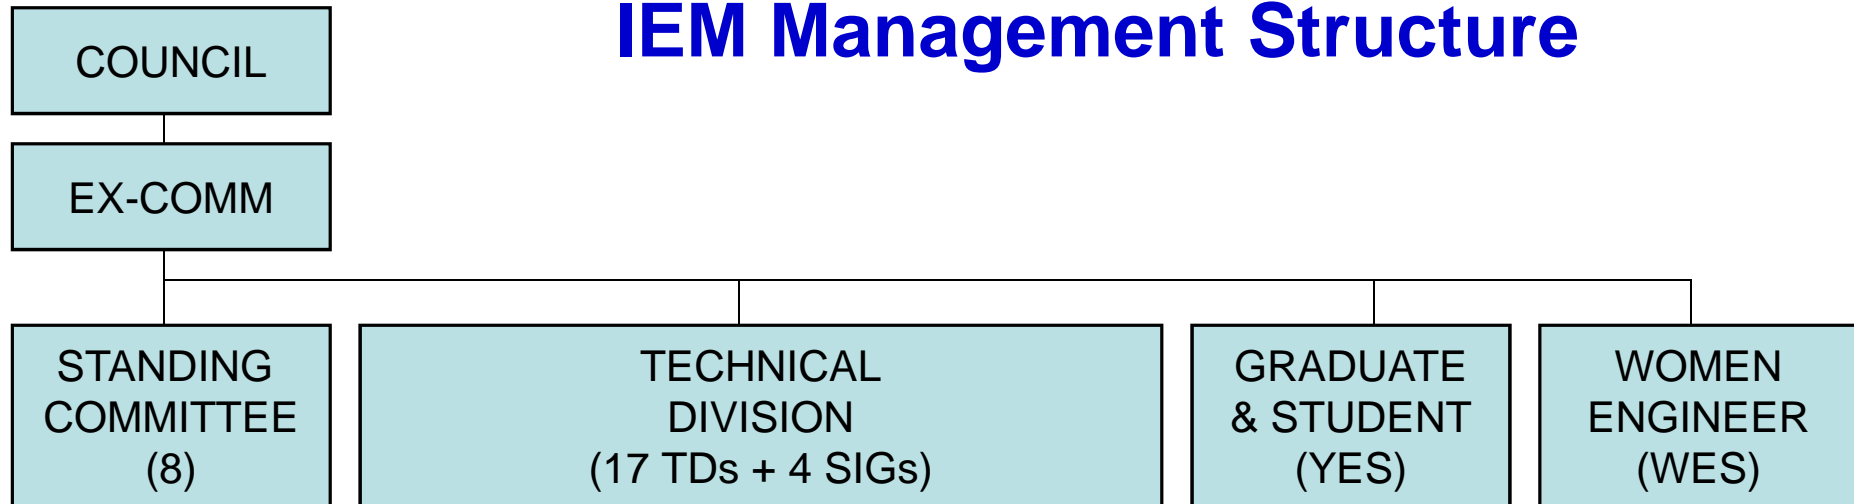 IEM Management Structure
COUNCIL
EX-COMM
STANDING
COMMITTEE
(8)
TECHNICAL
DIVISION
(17 TDs + 4 SIGs)
GRADUATE
& STUDENT
(YES)
WOMEN
ENGINEER
(WES)